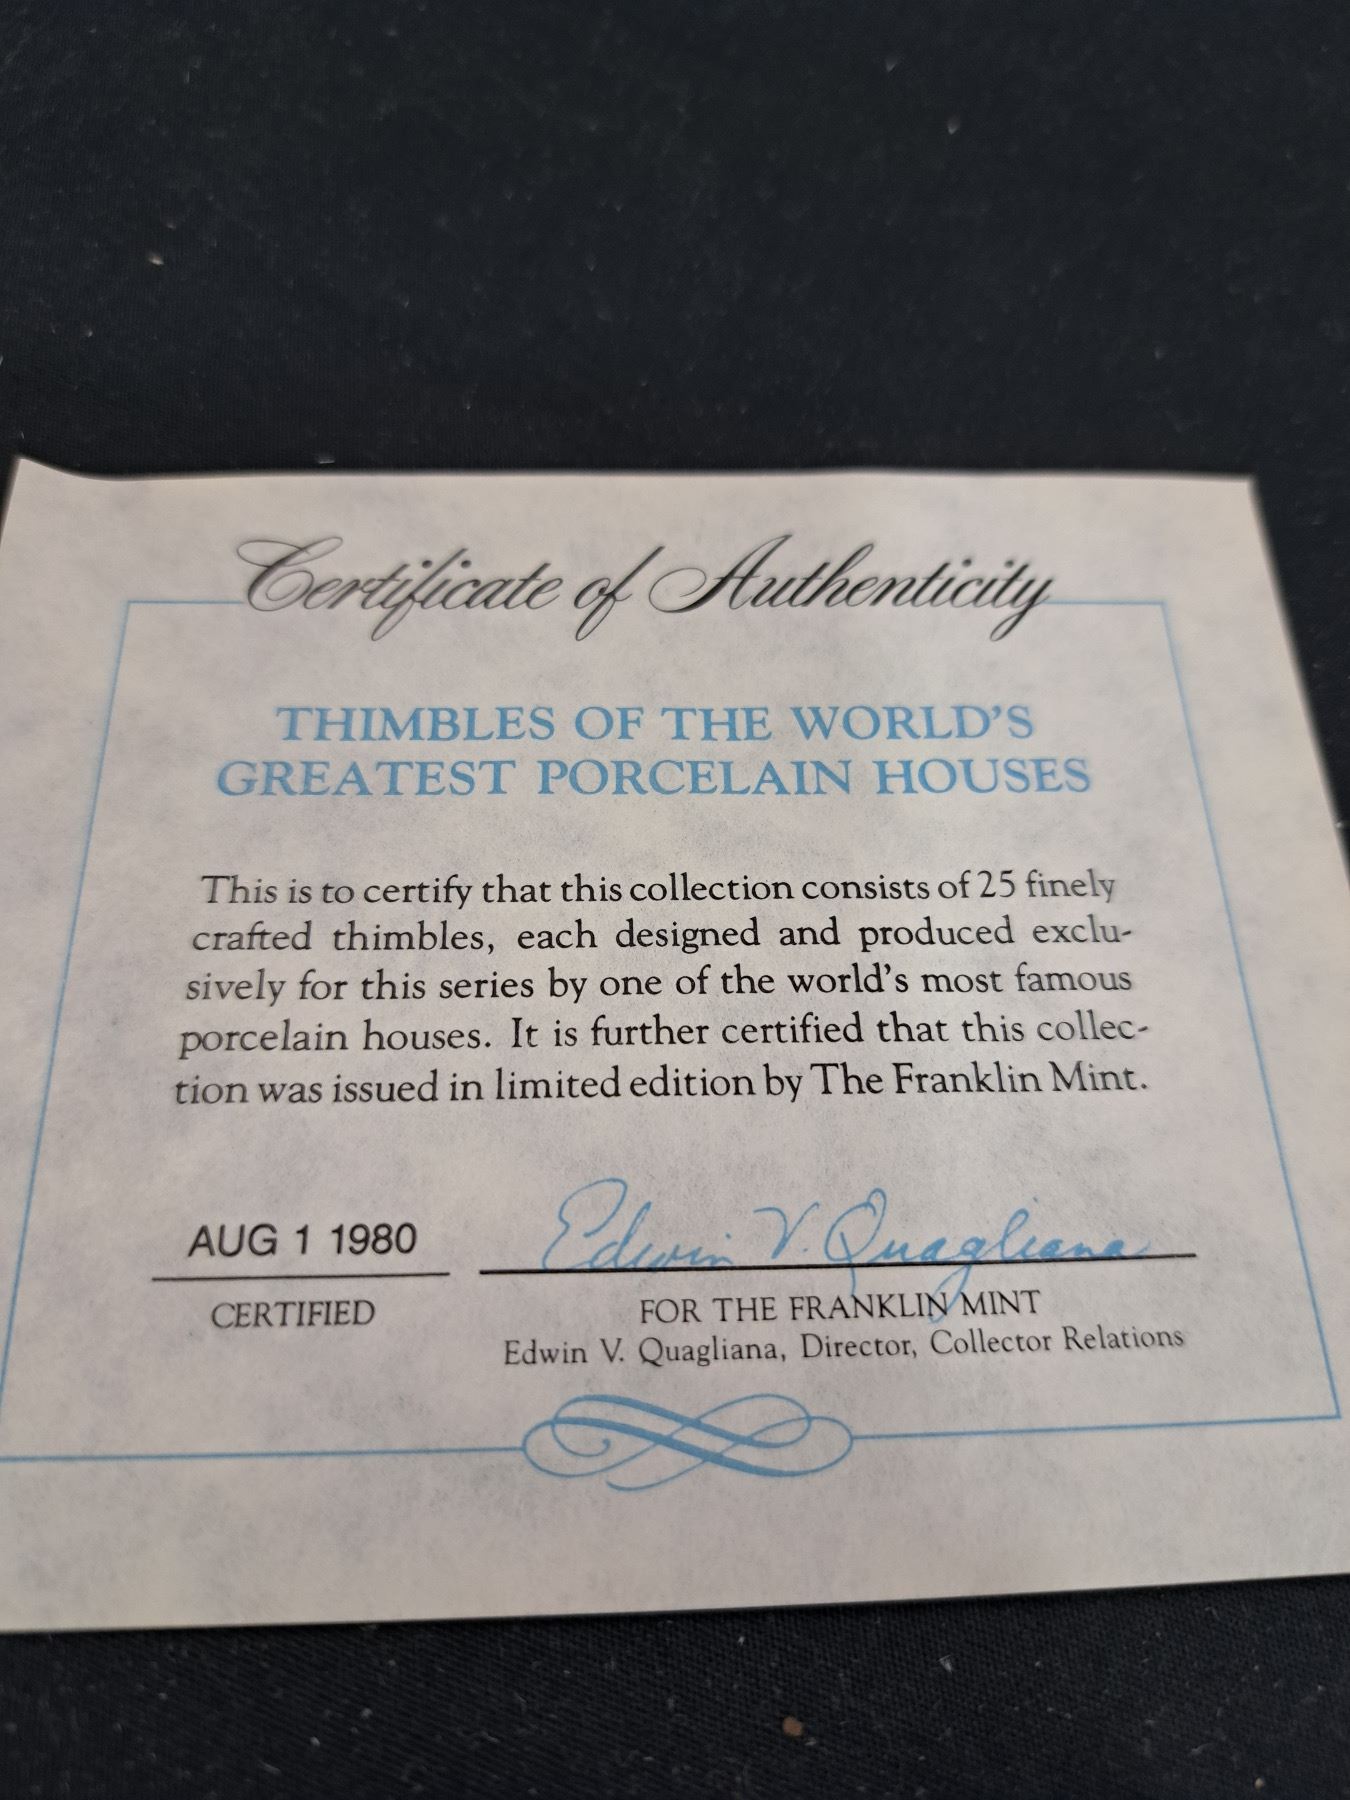 Certificate of Authenticity
THIMBLES OF THE WORLD'S
GREATEST PORCELAIN HOUSES
This is to certify that this collection consists of 25 finely
crafted thimbles, each designed and produced exclu-
sively for this series by one of the world's most famous
porcelain houses. It is further certified that this collec-
tion was issued in limited edition by The Franklin Mint.
AUG 1 1980
Edwin V. Quagliana
CERTIFIED
FOR THE FRANKLIN MINT
Edwin V. Quagliana, Director, Collector Relations